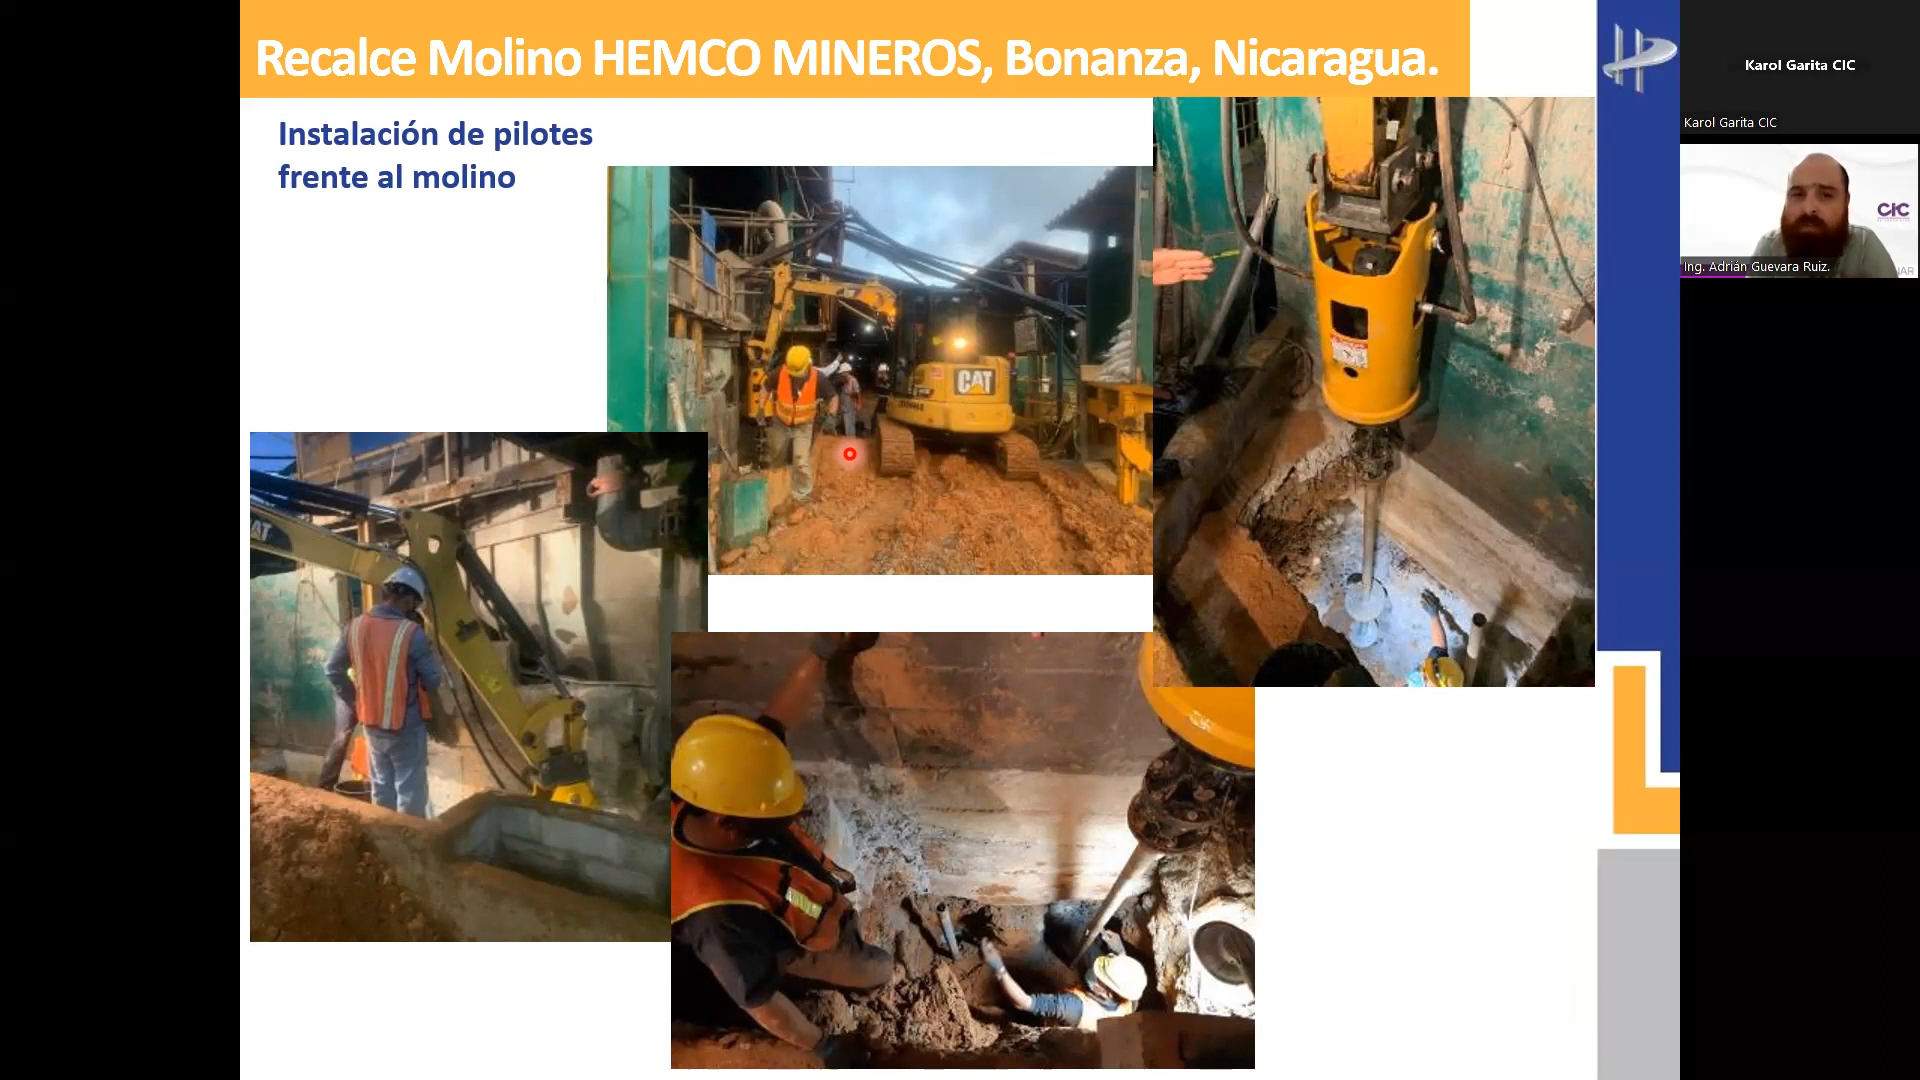 Recalce Molino HEMCO MINEROS, Bonanza, Nicaragua.
Instalación de pilotes
frente al molino
CAT
AT
Karol Garita CIC
Karol Garita CIC
CIC
Ing. Adrián Guevara Ruiz.